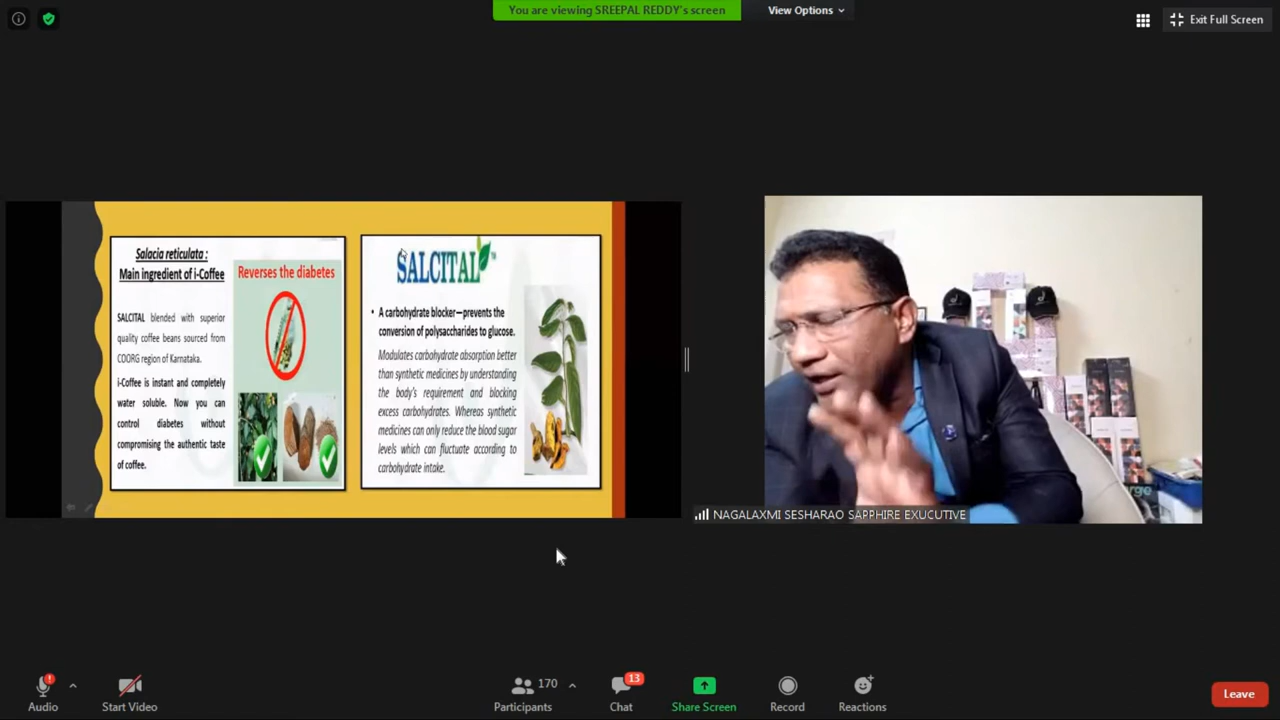 You are viewing SREEPAL REDDY's screen
View Options
Exit Full Screen
Salacia reticulata :
Main ingredient of i-Coffee
SALCITAL blended with superior
quality coffee beans sourced from
COORG region of Karnataka.
i-Coffee is instant and completely
water soluble. Now you can
control diabetes without
compromising the authentic taste
of coffee.
Reverses the diabetes
SALCITAL™
• A carbohydrate blocker—prevents the
conversion of polysaccharides to glucose.
Modulates carbohydrate absorption better
than synthetic medicines by understanding
the body's requirement and blocking
excess carbohydrates. Whereas synthetic
medicines can only reduce the blood sugar
levels which can fluctuate according to
carbohydrate intake.
NAGALAXMI SESHARAO SAPPHIRE EXUCUTIVE
Audio
Start Video
170
Participants
13
Chat
Share Screen
Record
Reactions
Leave